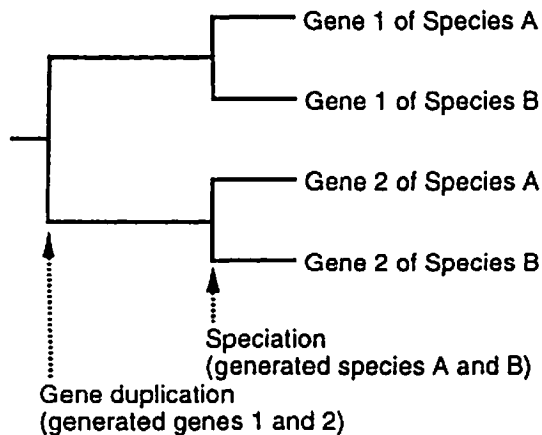 Gene 1 of Species A
Gene 1 of Species B
Gene 2 of Species A
Gene 2 of Species B
Speciation
(generated species A and B)
Gene duplication
(generated genes 1 and 2)